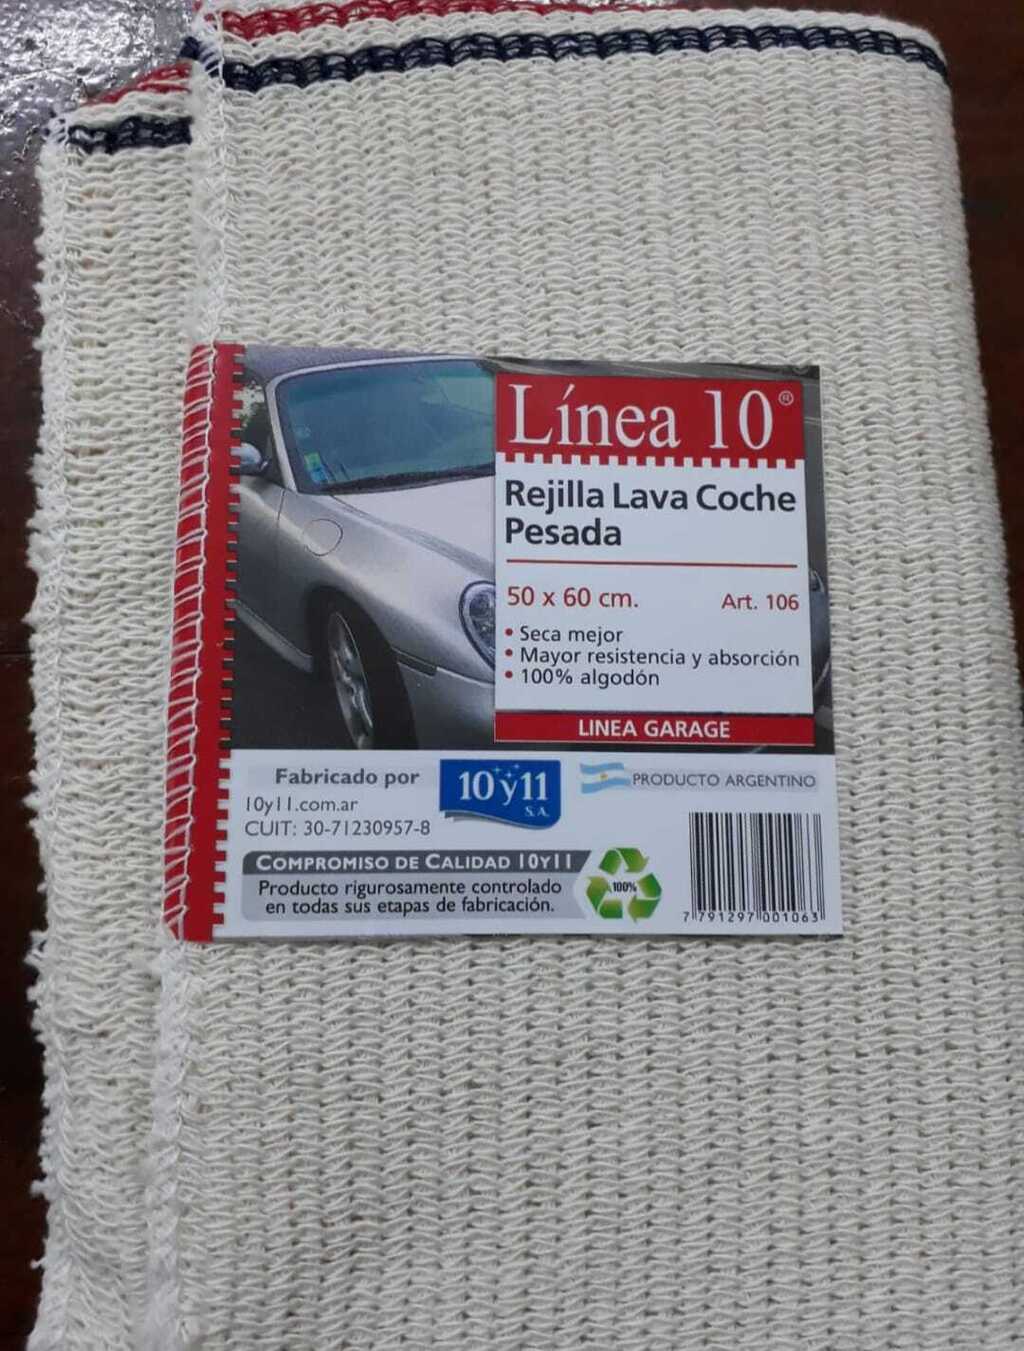 Línea 10®
Rejilla Lava Coche
Pesada
50 x 60 cm. Art. 106
• Seca mejor
• Mayor resistencia y absorción
• 100% algodón
LINEA GARAGE
Fabricado por
10y11.com.ar
CUIT: 30-71230957-8
10y11
S.A.
PRODUCTO ARGENTINO
COMPROMISO DE CALIDAD 10Y11
Producto rigurosamente controlado
en todas sus etapas de fabricación.
100%
7 791297 001063